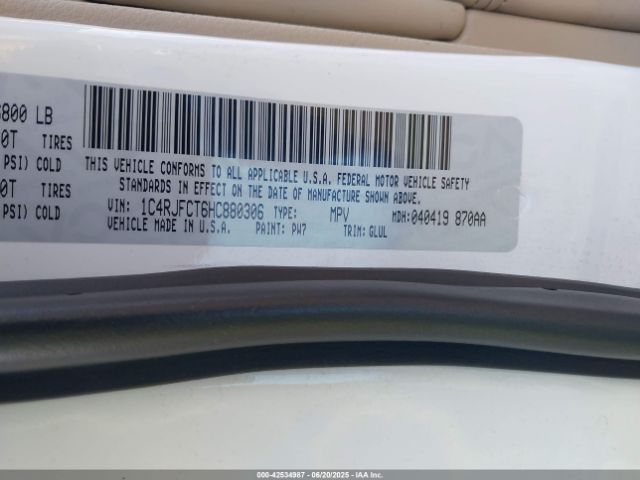 6800 LB
0T TIRES
PSI) COLD
0T TIRES
PSI) COLD
THIS VEHICLE CONFORMS TO ALL APPLICABLE U.S.A. FEDERAL MOTOR VEHICLE SAFETY
STANDARDS IN EFFECT ON THE DATE OF MANUFACTURE SHOWN ABOVE.
VIN: 1C4RJFCT6HC880306 TYPE: MPV MDH:040419 870AA
VEHICLE MADE IN U.S.A. PAINT: PW7 TRIM: GLUL
000-42534987 | 06/20/2025 | IAA Inc.